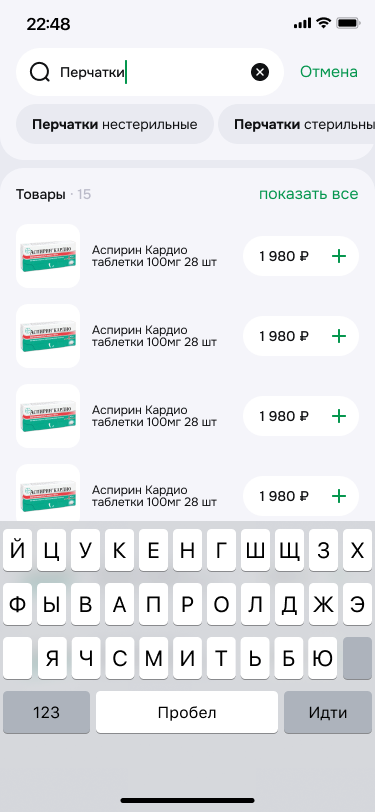 22:48
Перчатки
Отмена
Перчатки нестерильные
Перчатки стерильны
Товары · 15
показать все
АСПИРИН КАРДИО
Аспирин Кардио
таблетки 100мг 28 шт
1 980 ₽
АСПИРИН КАРДИО
Аспирин Кардио
таблетки 100мг 28 шт
1 980 ₽
АСПИРИН КАРДИО
Аспирин Кардио
таблетки 100мг 28 шт
1 980 ₽
АСПИРИН КАРДИО
Аспирин Кардио
таблетки 100мг 28 шт
1 980 ₽
Й Ц У К Е Н Г Ш Щ З Х
Ф Ы В А П Р О Л Д Ж Э
Я Ч С М И Т Ь Б Ю
123 Пробел Идти